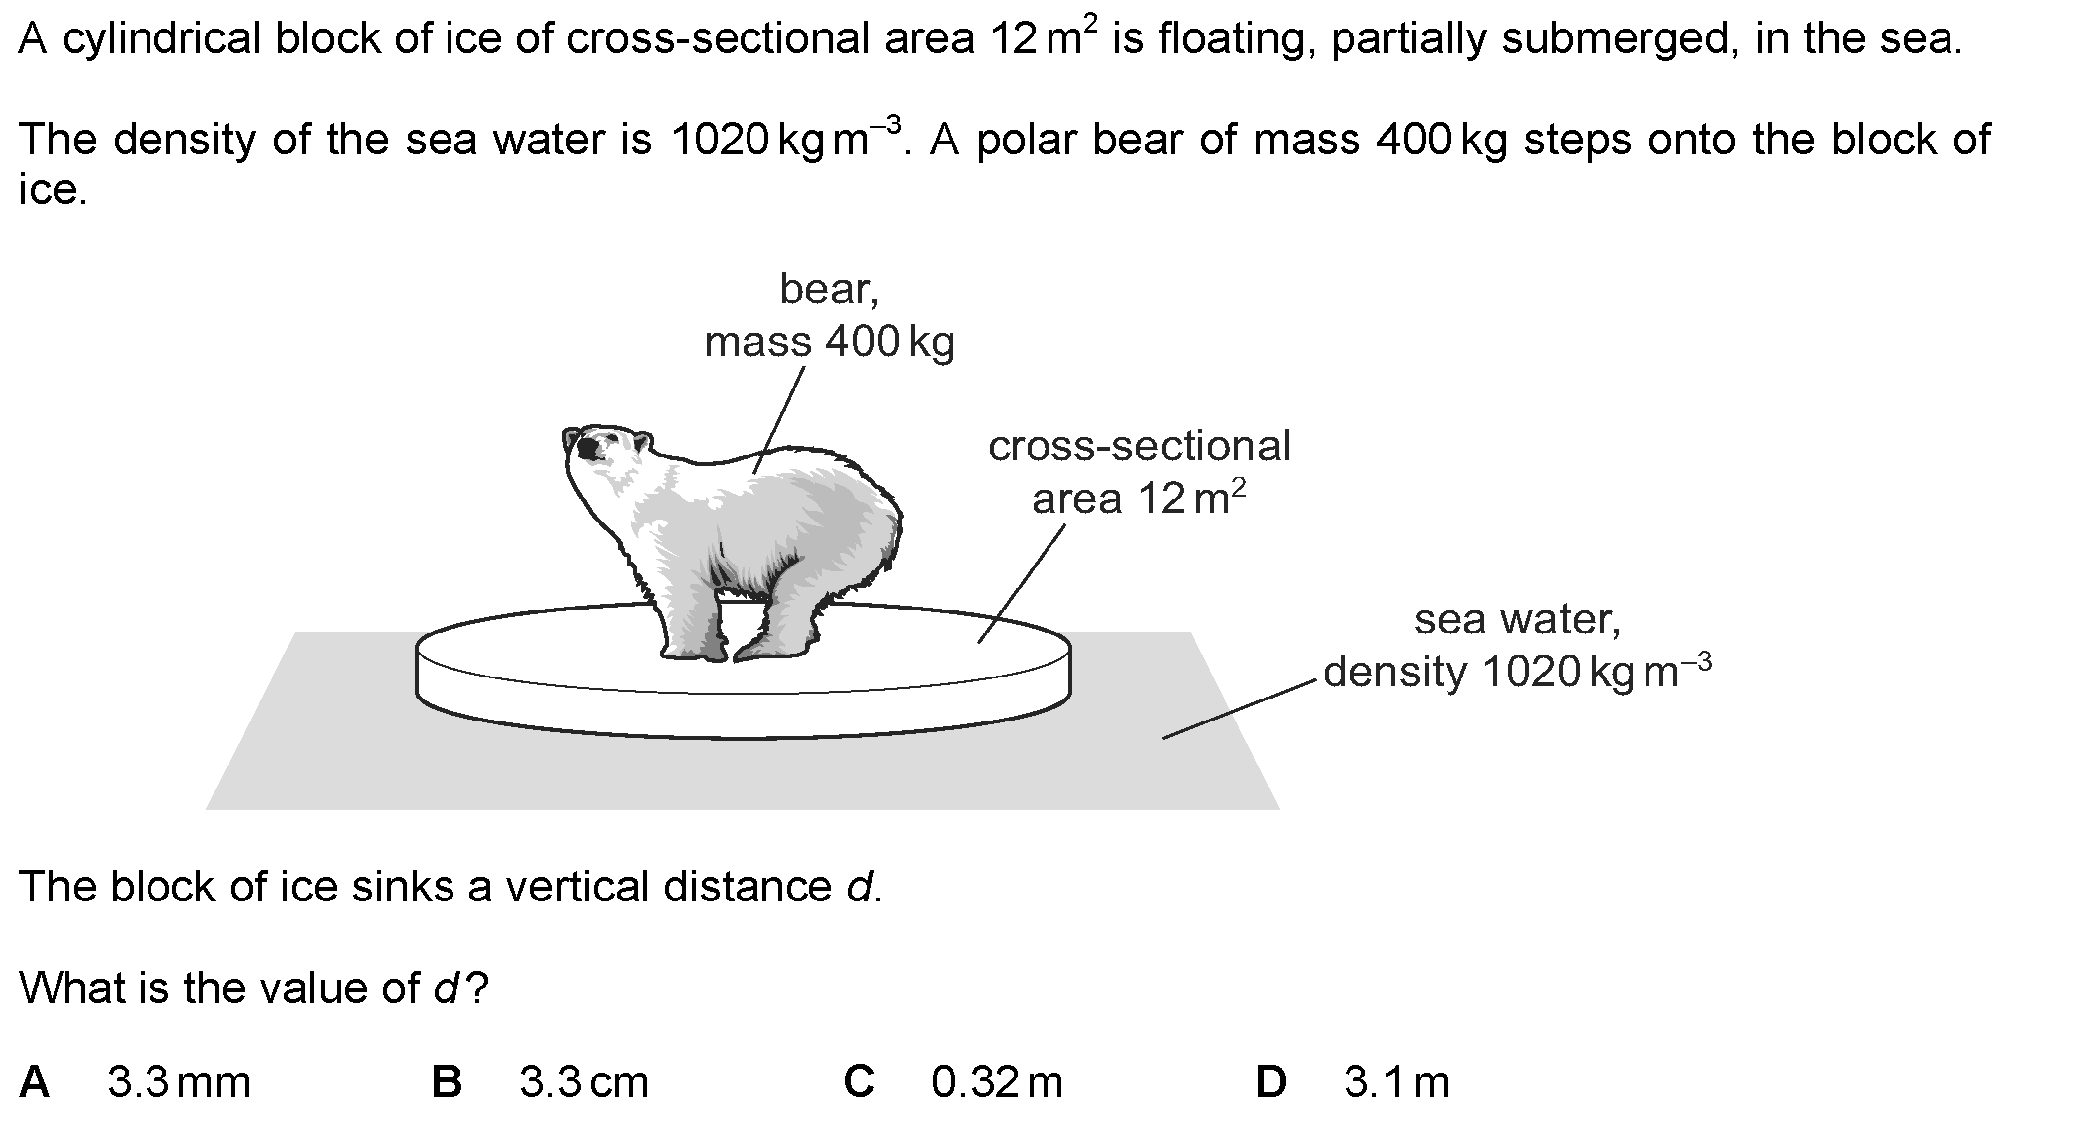 A cylindrical block of ice of cross-sectional area 12 m² is floating, partially submerged, in the sea.
The density of the sea water is 1020 kg m⁻³. A polar bear of mass 400 kg steps onto the block of
ice.
bear,
mass 400 kg
cross-sectional
area 12 m²
sea water,
density 1020 kg m⁻³
The block of ice sinks a vertical distance d.
What is the value of d?
A 3.3 mm B 3.3 cm C 0.32 m D 3.1 m